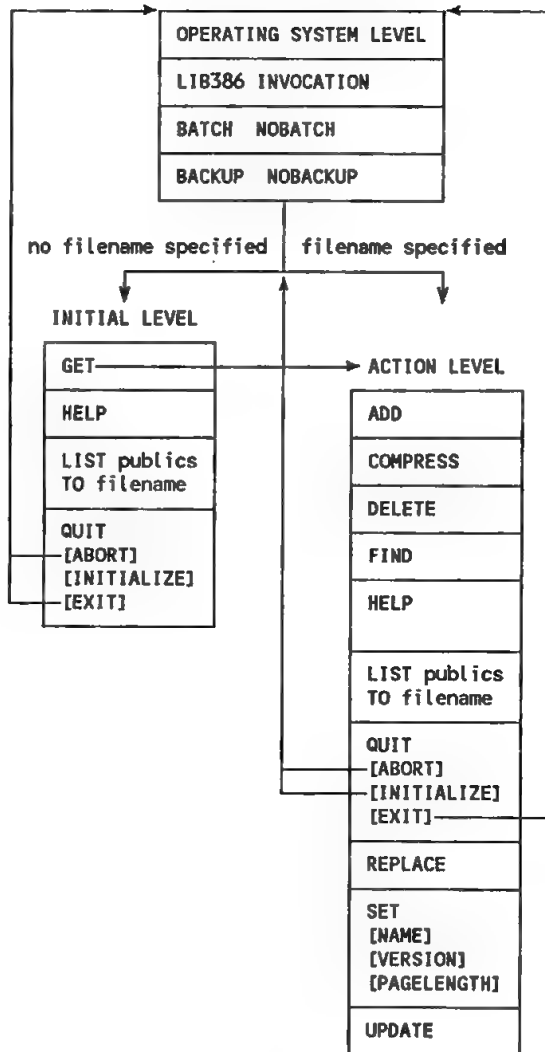 OPERATING SYSTEM LEVEL
LIB386 INVOCATION
BATCH NOBATCH
BACKUP NOBACKUP
no filename specified
filename specified
INITIAL LEVEL
GET
HELP
LIST publics
TO filename
QUIT
[ABORT]
[INITIALIZE]
[EXIT]
ACTION LEVEL
ADD
COMPRESS
DELETE
FIND
HELP
LIST publics
TO filename
QUIT
[ABORT]
[INITIALIZE]
[EXIT]
REPLACE
SET
[NAME]
[VERSION]
[PAGELENGTH]
UPDATE